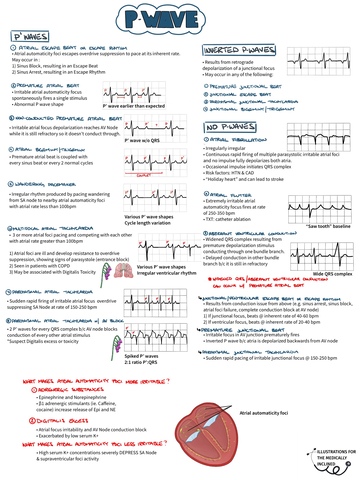 P-WAVE
P' WAVES
① ATRIAL ESCAPE BEAT OR ESCAPE RHYTHM
• Atrial automaticity foci escapes overdrive suppression to pace at its inherent rate.
May occur in :
1) Sinus Block, resulting in an Escape Beat
2) Sinus Arrest, resulting in an Escape Rhythm
② PREMATURE ATRIAL BEAT
• Irritable atrial automaticity focus
spontaneously fires a single stimulus
• Abnormal P wave shape
P' wave earlier than expected
③ NON-CONDUCTED PREMATURE ATRIAL BEAT
• Irritable atrial focus depolarization reaches AV Node
while it is still refractory so it doesn't conduct through
P' wave w/o QRS
④ ATRIAL BIGEMINY/TRIGEMINY
• Premature atrial beat is coupled with
every sinus beat or every 2 normal cycles
⑤ WANDERING PACEMAKER
• Irregular rhythm produced by pacing wandering
from SA node to nearby atrial automaticity foci
with atrial rate less than 100bpm
Various P' wave shapes
Cycle length variation
⑥ MULTIFOCAL ATRIAL TACHYCARDIA
• 3 or more atrial foci pacing and competing with each other
with atrial rate greater than 100bpm
1) Atrial foci are ill and develop resistance to overdrive
suppression, showing signs of parasystole (entrance block)
2) Seen in patients with COPD
3) May be associated with Digitalis Toxicity
Various P' wave shapes
Irregular ventricular rhythm
⑦ PAROXYSMAL ATRIAL TACHYCARDIA
• Sudden rapid firing of irritable atrial focus overdrive
suppressing SA Node at rate of 150-250 bpm
⑧ PAROXYSMAL ATRIAL TACHYCARDIA W/ AV BLOCK
• 2 P' waves for every QRS complex b/c AV node blocks
conduction of every other atrial stimulus
*Suspect Digitalis excess or toxicity
Spiked P' waves
2:1 ratio P':QRS
WHAT MAKES ATRIAL AUTOMATICITY FOCI MORE IRRITABLE?
① ADRENERGIC SUBSTANCES
• Epinephrine and Norepinephrine
• β1 adrenergic stimulants (ie. Caffeine,
cocaine) increase release of Epi and NE
② DIGITALIS EXCESS
• Atrial focus irritability and AV Node conduction block
• Exacerbated by low serum K+
WHAT MAKES ATRIAL AUTOMATICITY FOCI LESS IRRITABLE?
• High serum K+ concentrations severely DEPRESS SA Node
& supraventricular foci activity
INVERTED P-WAVES
• Results from retrograde
depolarization of a junctional focus
• May occur in any of the following:
① PREMATURE JUNCTIONAL BEAT
② JUNCTIONAL ESCAPE BEAT
③ PAROXYSMAL JUNCTIONAL TACHYCARDIA
④ JUNCTIONAL BIGEMINY/TRIGEMINY
NO P-WAVES
① ATRIAL FIBRILLATION
• Irregularly irregular
• Continuous rapid firing of multiple parasystolic irritable atrial foci
and no impulse fully depolarizes both atria.
• Occasional impulse initiates QRS complex
• Risk factors: HTN & CAD
• "Holiday heart" and can lead to stroke
② ATRIAL FLUTTER
• Extremely irritable atrial
automaticity focus fires at rate
of 250-350 bpm
• TXT: catheter ablation
"Saw tooth" baseline
③ ABERRANT VENTRICULAR CONDUCTION
• Widened QRS complex resulting from
premature stimulus depolarization
conducting through one bundle branch.
• Delayed conduction in other bundle
branch b/c it is still in refractory
Wide QRS complex
④ JUNCTIONAL/VENTRICULAR ESCAPE BEAT OR ESCAPE RHYTHM
• Results from conduction issue from above (e.g. sinus arrest, sinus block,
atrial foci failure, complete conduction block at AV node)
1) If junctional focus, beats @ inherent rate of 40-60 bpm
2) If ventricular focus, beats @ inherent rate of 20-40 bpm
⑤ PREMATURE JUNCTIONAL BEAT
• Irritable focus in AV junction prematurely fires
• Inverted P wave b/c atria is depolarized backwards from AV node
⑥ PAROXYSMAL JUNCTIONAL TACHYCARDIA
• Sudden rapid pacing of irritable junctional focus @ 150-250 bpm
Atrial automaticity foci
ILLUSTRATIONS FOR
THE MEDICALLY
INCLINED